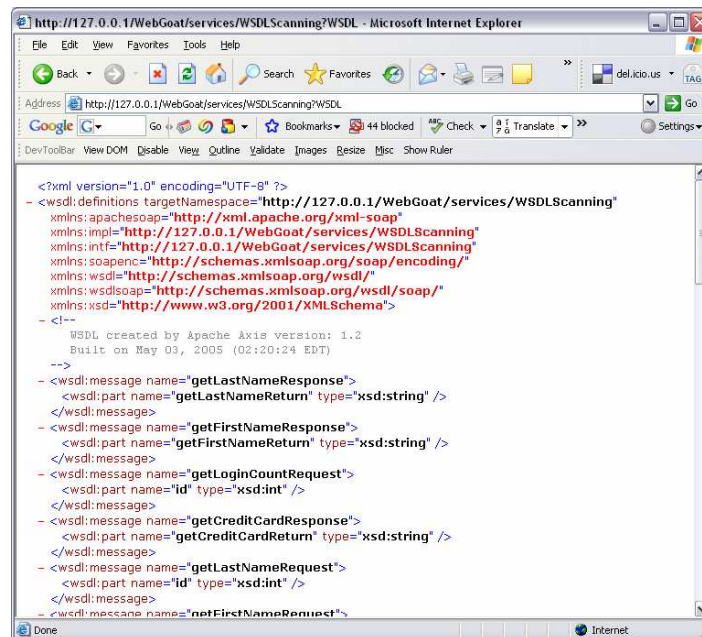 http://127.0.0.1/WebGoat/services/WSDLScanning?WSDL - Microsoft Internet Explorer
File Edit View Favorites Tools Help
Back Search Favorites » del.icio.us TAG
Address http://127.0.0.1/WebGoat/services/WSDLScanning?WSDL Go
Google G Go Bookmarks 44 blocked ABC Check Translate » Settings
DevToolBar View DOM Disable View Outline Validate Images Resize Misc Show Ruler
<?xml version="1.0" encoding="UTF-8" ?>
- <wsdl:definitions targetNamespace="http://127.0.0.1/WebGoat/services/WSDLScanning"
xmlns:apachesoap="http://xml.apache.org/xml-soap"
xmlns:impl="http://127.0.0.1/WebGoat/services/WSDLScanning"
xmlns:intf="http://127.0.0.1/WebGoat/services/WSDLScanning"
xmlns:soapenc="http://schemas.xmlsoap.org/soap/encoding/"
xmlns:wsdl="http://schemas.xmlsoap.org/wsdl/"
xmlns:wsdlsoap="http://schemas.xmlsoap.org/wsdl/soap/"
xmlns:xsd="http://www.w3.org/2001/XMLSchema">
- <!--
WSDL created by Apache Axis version: 1.2
Built on May 03, 2005 (02:20:24 EDT)
-->
- <wsdl:message name="getLastNameResponse">
<wsdl:part name="getLastNameReturn" type="xsd:string" />
</wsdl:message>
- <wsdl:message name="getFirstNameResponse">
<wsdl:part name="getFirstNameReturn" type="xsd:string" />
</wsdl:message>
- <wsdl:message name="getLoginCountRequest">
<wsdl:part name="id" type="xsd:int" />
</wsdl:message>
- <wsdl:message name="getCreditCardResponse">
<wsdl:part name="getCreditCardReturn" type="xsd:string" />
</wsdl:message>
- <wsdl:message name="getLastNameRequest">
<wsdl:part name="id" type="xsd:int" />
</wsdl:message>
- <wsdl:message name="getFirstNameRequest">
Done Internet